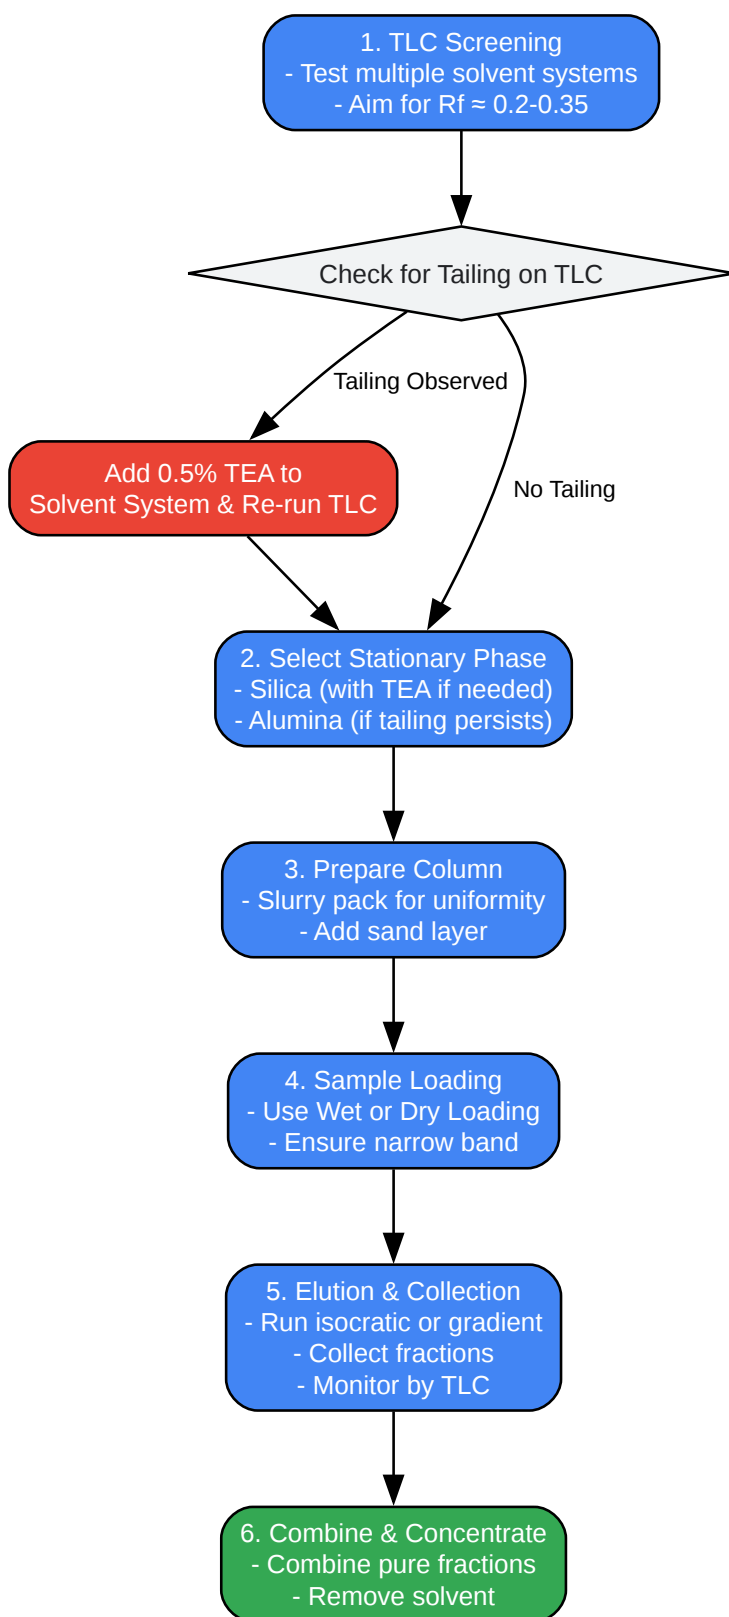 1. TLC Screening
- Test multiple solvent systems
- Aim for Rf ≈ 0.2-0.35
Check for Tailing on TLC
Tailing Observed
Add 0.5% TEA to
Solvent System & Re-run TLC
No Tailing
2. Select Stationary Phase
- Silica (with TEA if needed)
- Alumina (if tailing persists)
3. Prepare Column
- Slurry pack for uniformity
- Add sand layer
4. Sample Loading
- Use Wet or Dry Loading
- Ensure narrow band
5. Elution & Collection
- Run isocratic or gradient
- Collect fractions
- Monitor by TLC
6. Combine & Concentrate
- Combine pure fractions
- Remove solvent